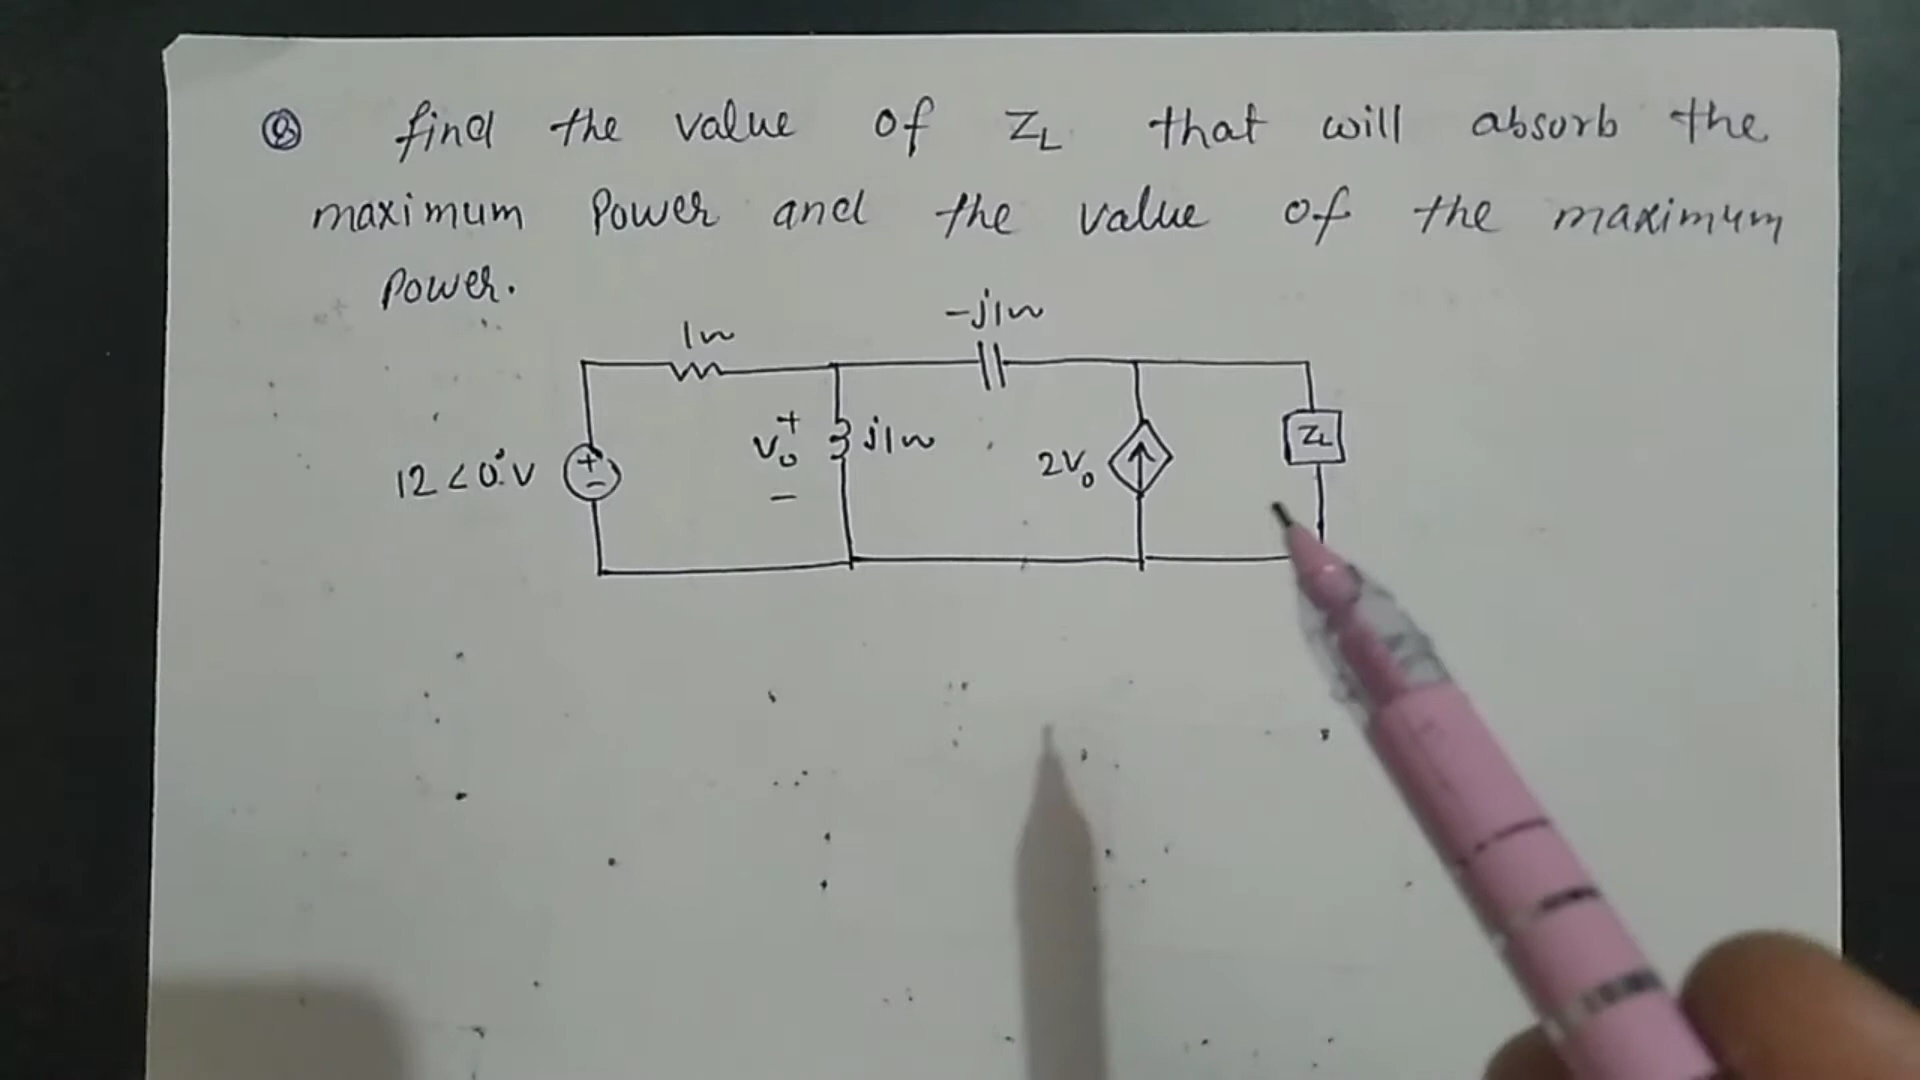 Q find the value of ZL that will absorb the
maximum Power and the value of the maximum
Power.
-j1Ω
1Ω
12<0°V
+
V₀
-
j1Ω
2V₀
ZL